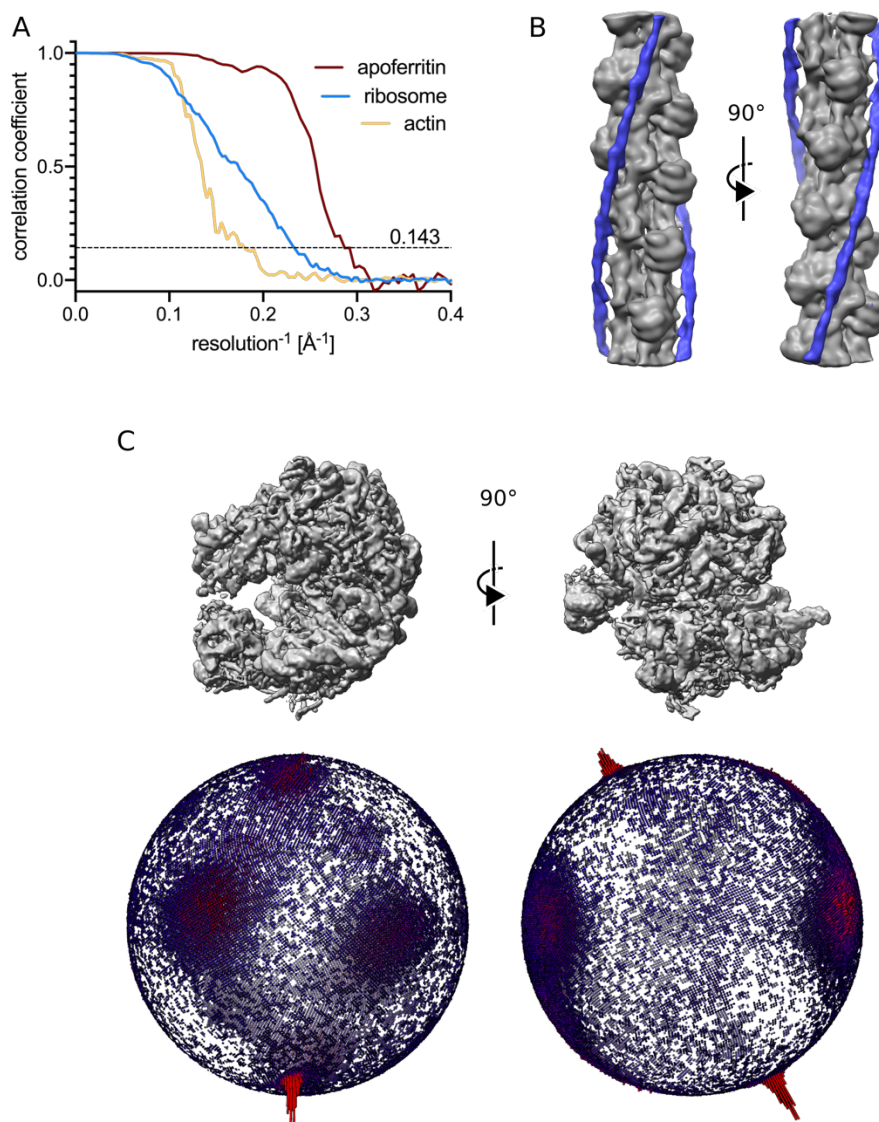 A
1.0
0.5
0.0
correlation coefficient
apoferritin
ribosome
actin
0.143
0.0 0.1 0.2 0.3 0.4
resolution⁻¹ [Å⁻¹]
B
90°
C
90°